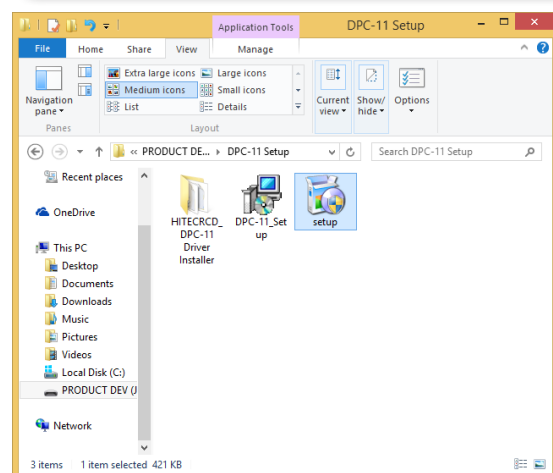 Application Tools
DPC-11 Setup
File
Home
Share
View
Manage
Navigation
pane
Extra large icons
Large icons
Medium icons
Small icons
List
Details
Current
view
Show/
hide
Options
Panes
Layout
« PRODUCT DE...
DPC-11 Setup
Search DPC-11 Setup
Recent places
OneDrive
This PC
Desktop
Documents
Downloads
Music
Pictures
Videos
Local Disk (C:)
PRODUCT DEV (J
Network
HITECRCD_
DPC-11
Driver
Installer
DPC-11_Set
up
setup
3 items
1 item selected 421 KB